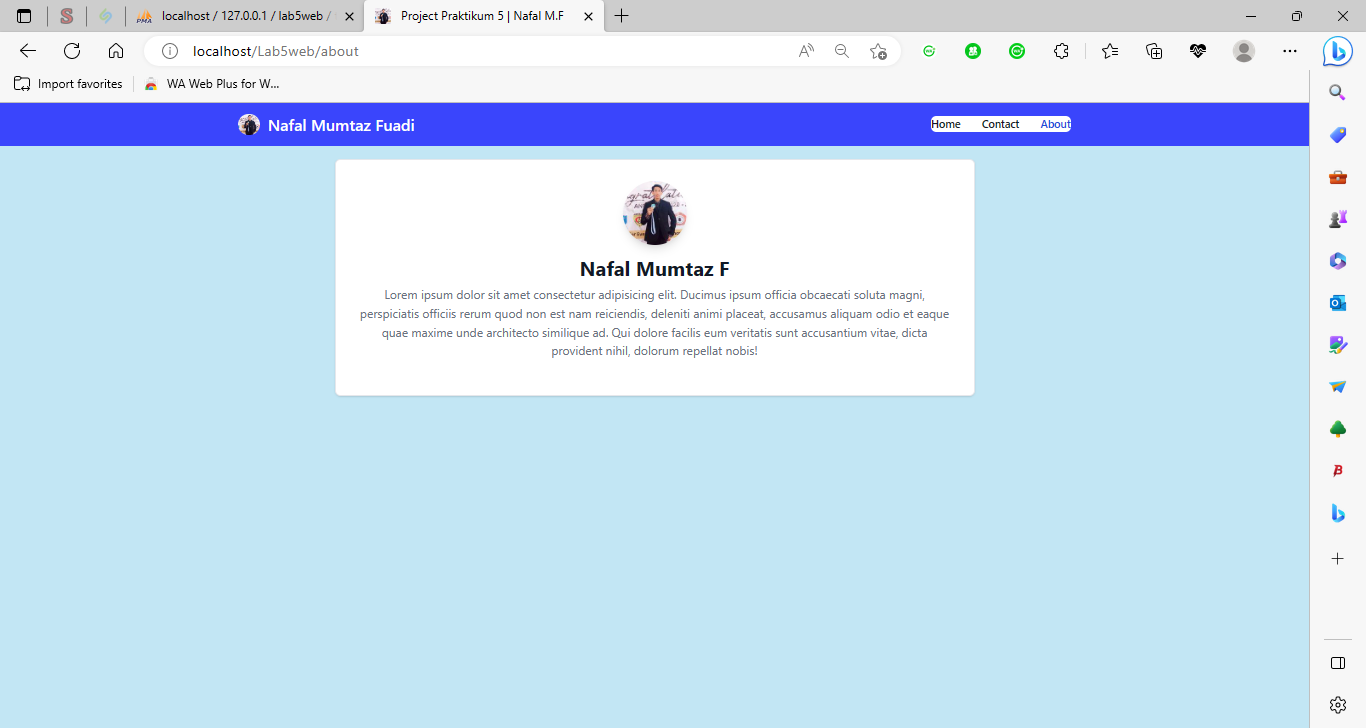 PMA
localhost / 127.0.0.1 / lab5web /
Project Praktikum 5 | Nafal M.F
localhost/Lab5web/about
Import favorites
WA Web Plus for W...
Nafal Mumtaz Fuadi
Home Contact About
Nafal Mumtaz F
Lorem ipsum dolor sit amet consectetur adipisicing elit. Ducimus ipsum officia obcaecati soluta magni,
perspiciatis officiis rerum quod non est nam reiciendis, deleniti animi placeat, accusamus aliquam odio et eaque
quae maxime unde architecto similique ad. Qui dolore facilis eum veritatis sunt accusantium vitae, dicta
provident nihil, dolorum repellat nobis!